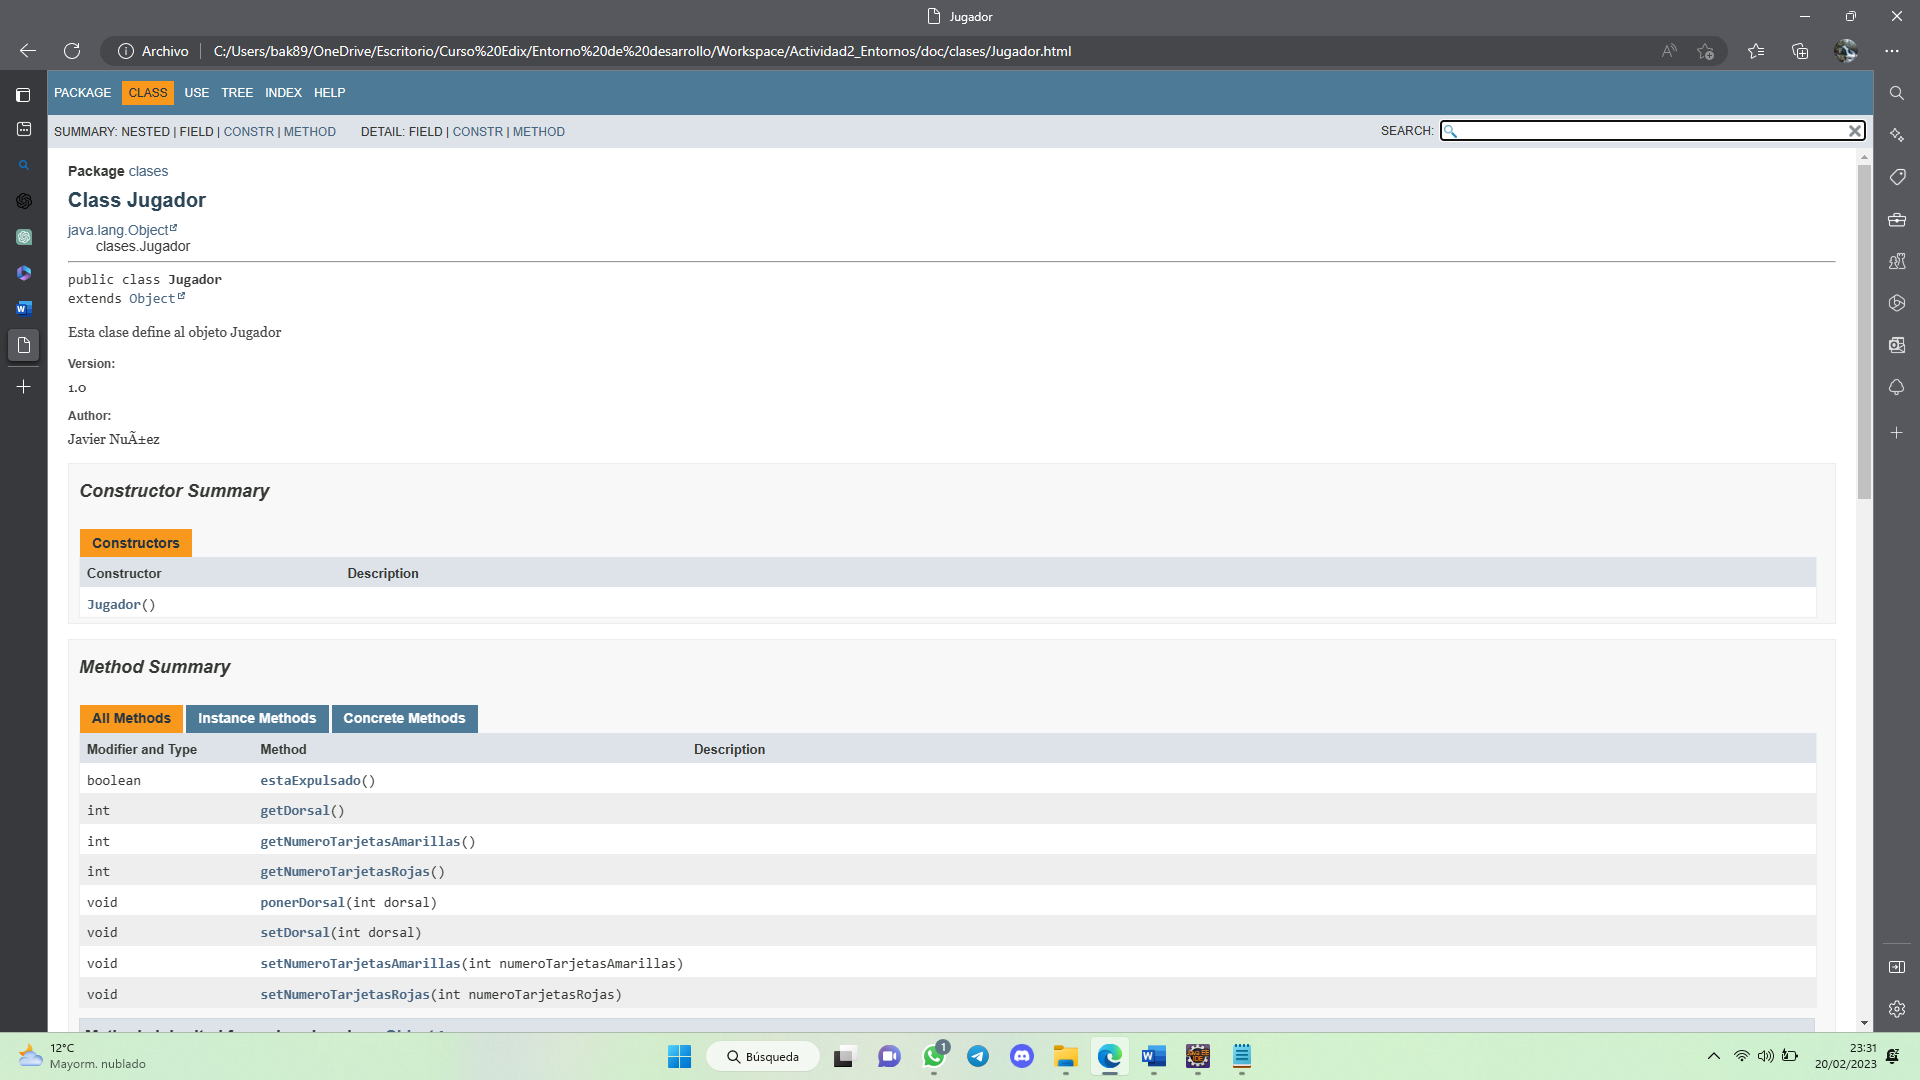 Jugador
Archivo
C:/Users/bak89/OneDrive/Escritorio/Curso%20Edix/Entorno%20de%20desarrollo/Workspace/Actividad2_Entornos/doc/clases/Jugador.html
PACKAGE CLASS USE TREE INDEX HELP
SUMMARY: NESTED | FIELD | CONSTR | METHOD DETAIL: FIELD | CONSTR | METHOD
SEARCH:
Package clases
Class Jugador
java.lang.Object
clases.Jugador
public class Jugador
extends Object
Esta clase define al objeto Jugador
Version:
1.0
Author:
Javier NuÃ±ez
Constructor Summary
Constructors
Constructor Description
Jugador()
Method Summary
All Methods Instance Methods Concrete Methods
Modifier and Type Method Description
boolean estaExpulsado()
int getDorsal()
int getNumeroTarjetasAmarillas()
int getNumeroTarjetasRojas()
void ponerDorsal(int dorsal)
void setDorsal(int dorsal)
void setNumeroTarjetasAmarillas(int numeroTarjetasAmarillas)
void setNumeroTarjetasRojas(int numeroTarjetasRojas)
12°C
Mayorm. nublado
Búsqueda
1
23:31
20/02/2023